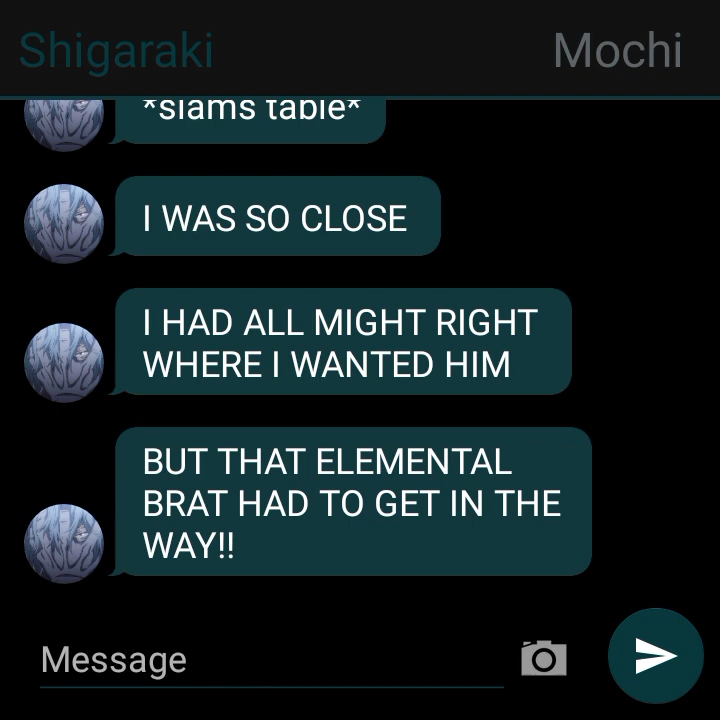 Shigaraki Mochi
*slams table*
I WAS SO CLOSE
I HAD ALL MIGHT RIGHT
WHERE I WANTED HIM
BUT THAT ELEMENTAL
BRAT HAD TO GET IN THE
WAY!!
Message